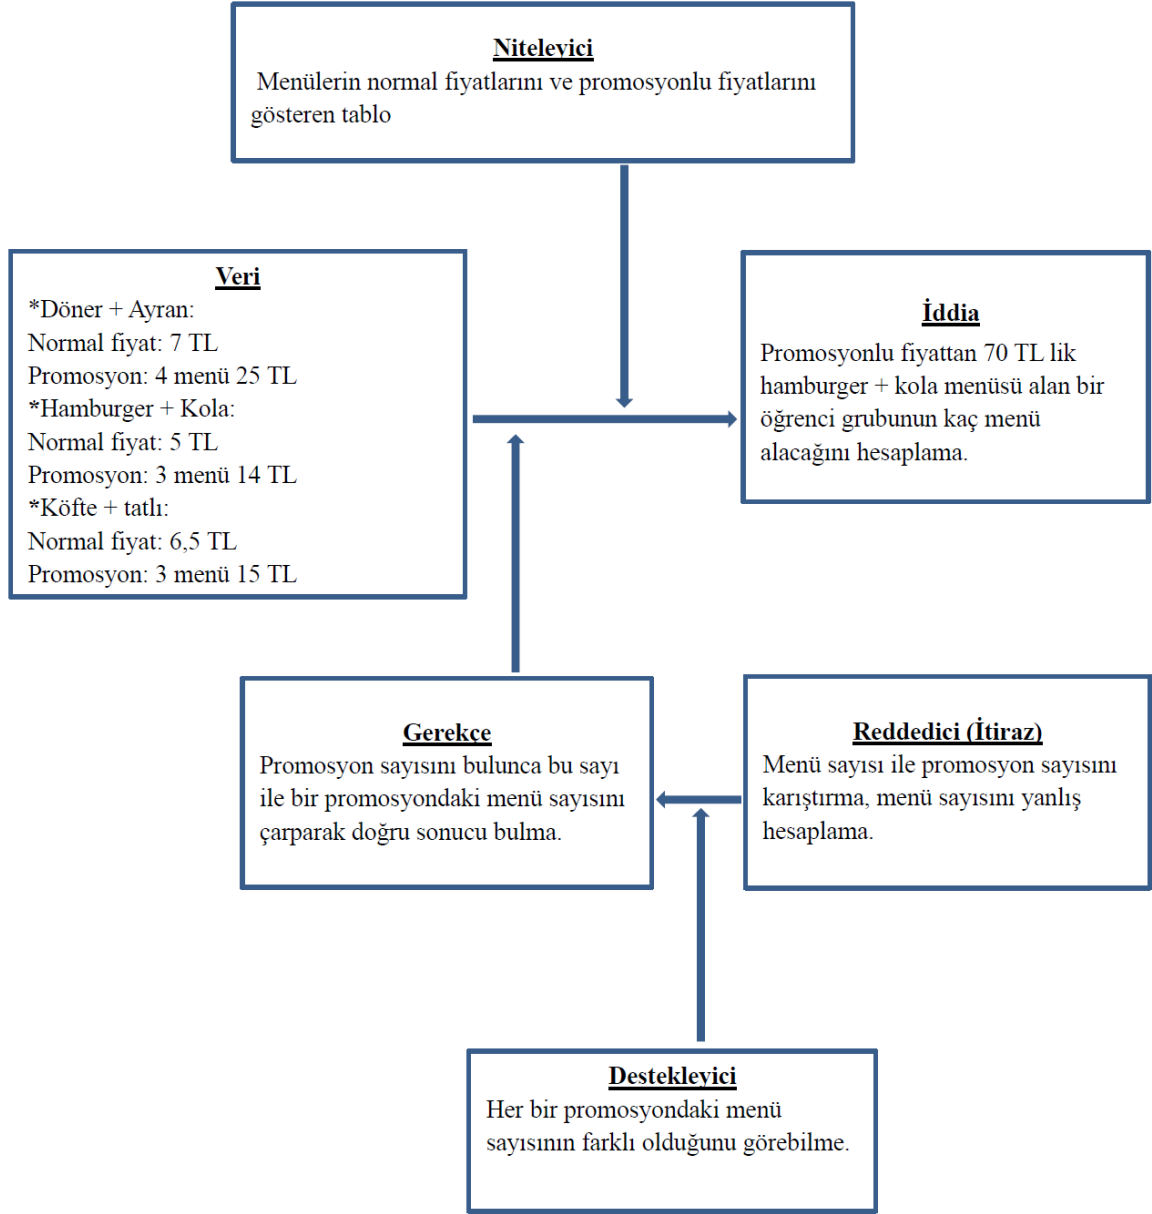 Niteleyici
Menülerin normal fiyatlarını ve promosyonlu fiyatlarını
gösteren tablo
Veri
*Döner + Ayran:
Normal fiyat: 7 TL
Promosyon: 4 menü 25 TL
*Hamburger + Kola:
Normal fiyat: 5 TL
Promosyon: 3 menü 14 TL
*Köfte + tatlı:
Normal fiyat: 6,5 TL
Promosyon: 3 menü 15 TL
İddia
Promosyonlu fiyattan 70 TL lik
hamburger + kola menüsü alan bir
öğrenci grubunun kaç menü
alacağını hesaplama.
Gerekçe
Promosyon sayısını bulunca bu sayı
ile bir promosyondaki menü sayısını
çarparak doğru sonucu bulma.
Reddedici (İtiraz)
Menü sayısı ile promosyon sayısını
karıştırma, menü sayısını yanlış
hesaplama.
Destekleyici
Her bir promosyondaki menü
sayısının farklı olduğunu görebilme.